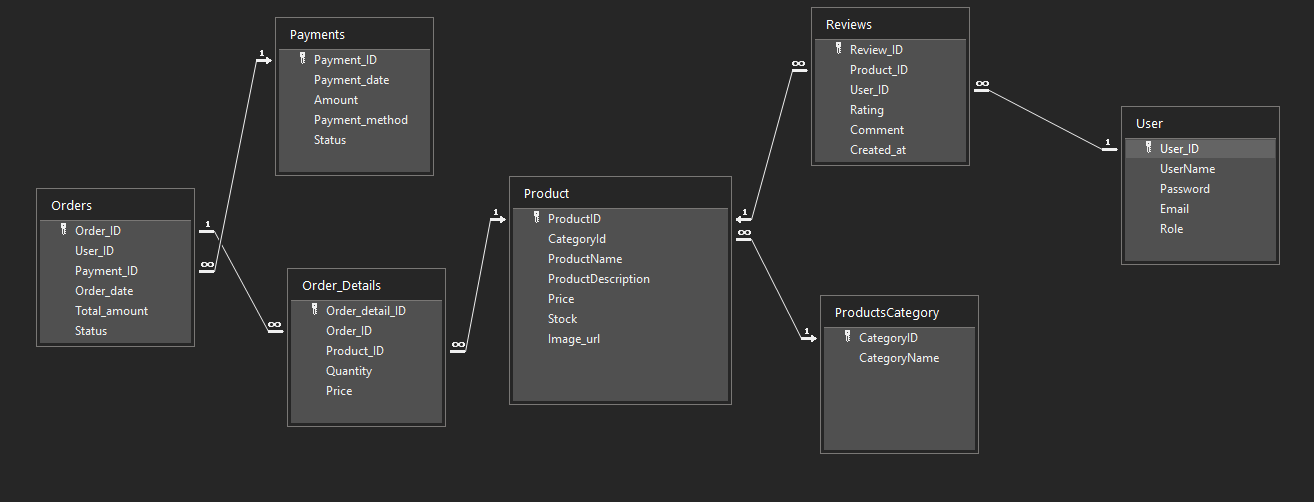 Payments
Payment_ID
Payment_date
Amount
Payment_method
Status
Reviews
Review_ID
Product_ID
User_ID
Rating
Comment
Created_at
User
User_ID
UserName
Password
Email
Role
Orders
Order_ID
User_ID
Payment_ID
Order_date
Total_amount
Status
Order_Details
Order_detail_ID
Order_ID
Product_ID
Quantity
Price
Product
ProductID
CategoryId
ProductName
ProductDescription
Price
Stock
Image_url
ProductsCategory
CategoryID
CategoryName
1
∞
1
∞
1
∞
∞
1
∞
1
1
∞